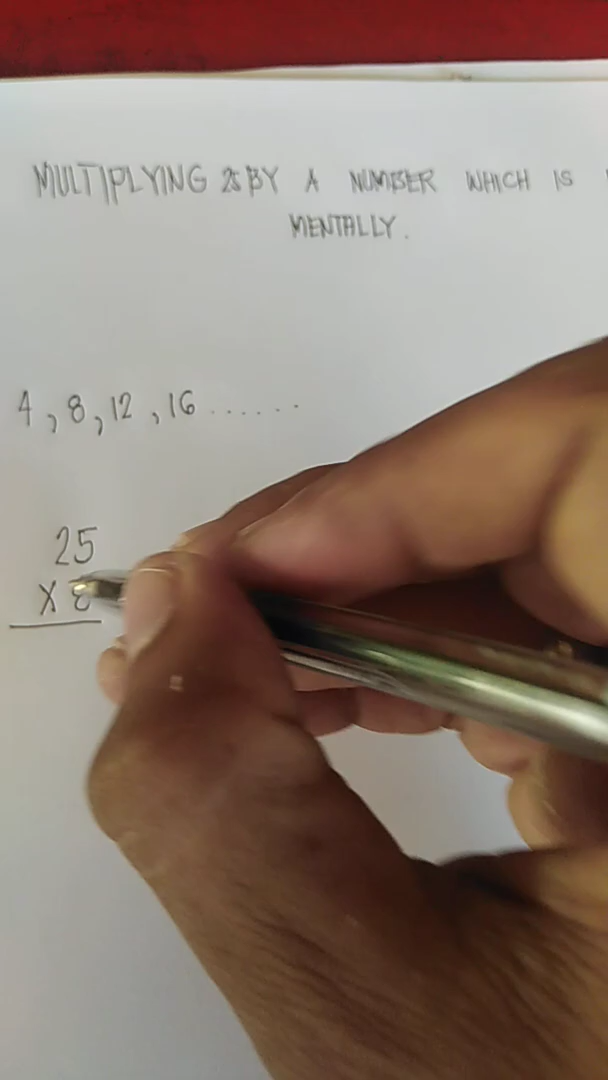 MULTIPLYING 25 BY A NUMBER WHICH IS
MENTALLY.
4, 8, 12, 16 ......
25
X 8